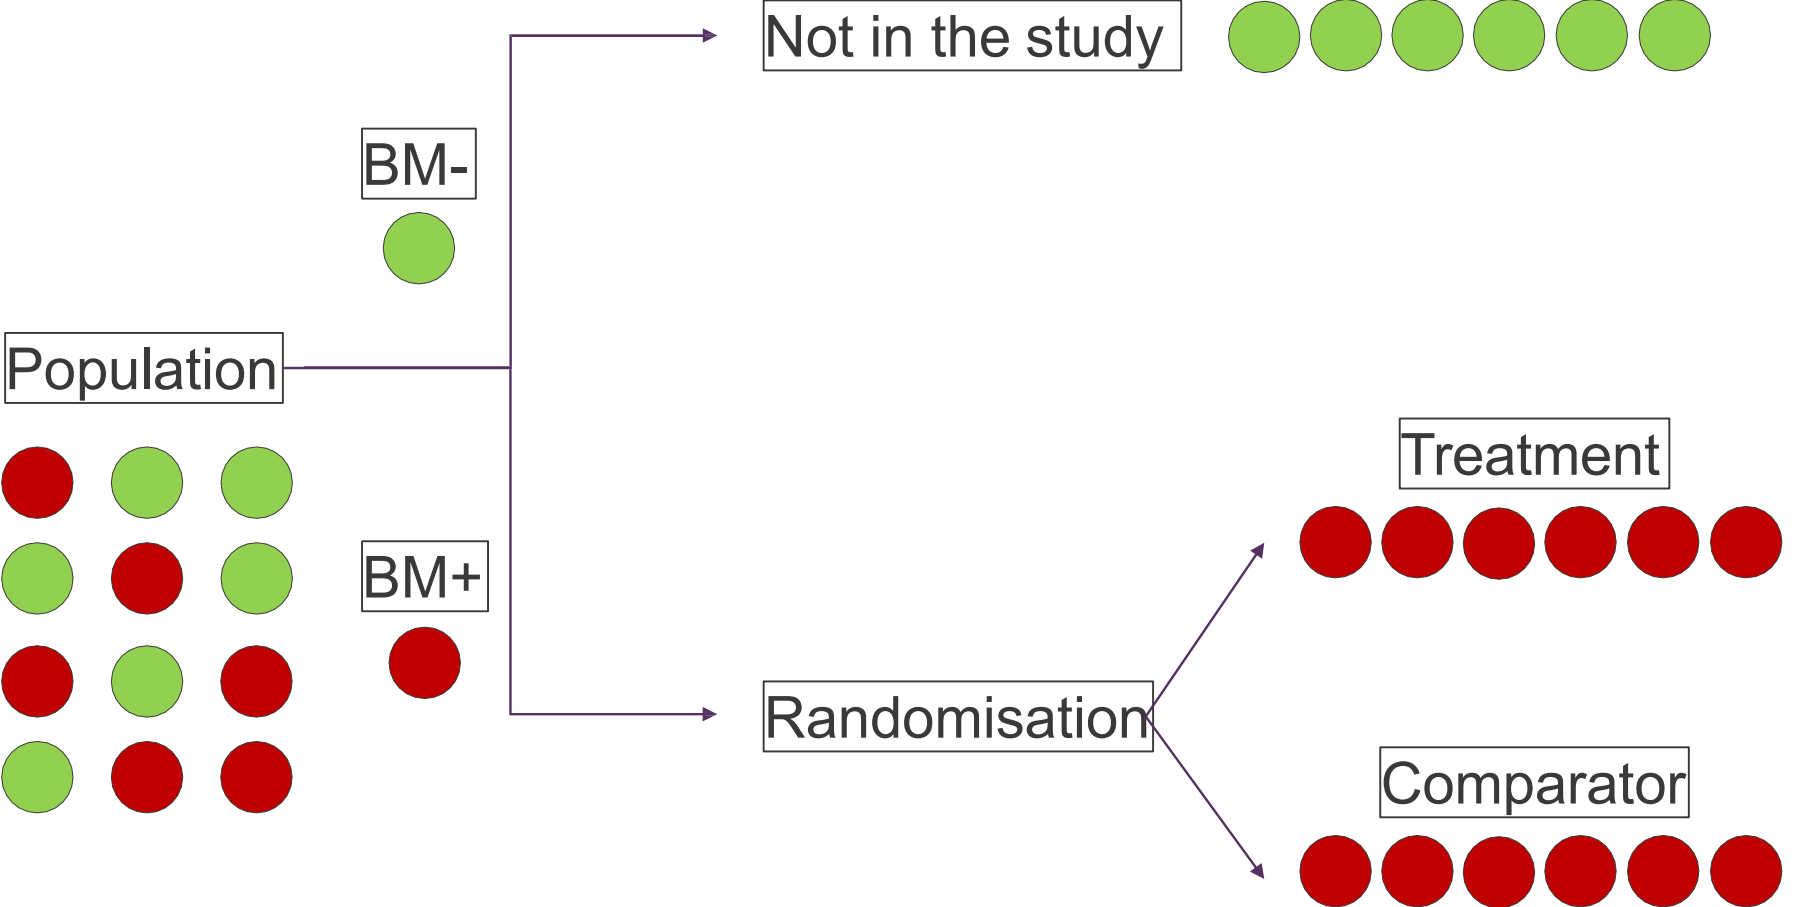 Not in the study
BM-
Population
Treatment
BM+
Randomisation
Comparator